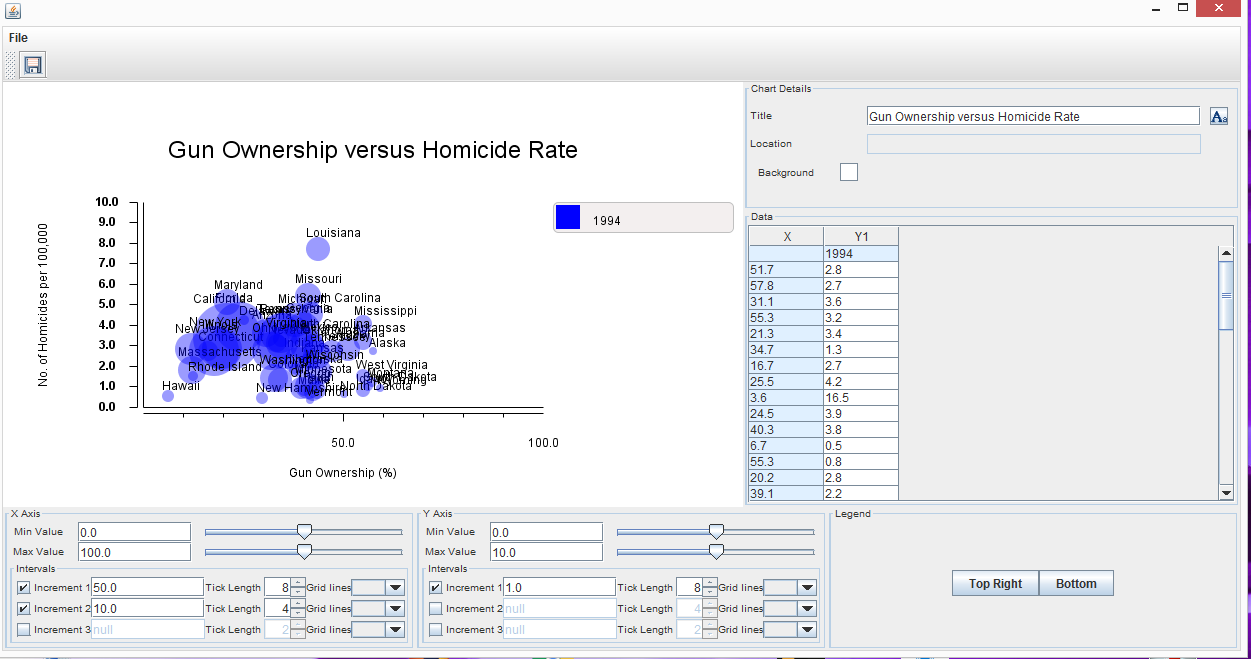 File
Chart Details
Title
Gun Ownership versus Homicide Rate
Location
Background
Gun Ownership versus Homicide Rate
No. of Homicides per 100,000
10.0
9.0
8.0
7.0
6.0
5.0
4.0
3.0
2.0
1.0
0.0
50.0
100.0
Gun Ownership (%)
1994
Louisiana
Missouri
Maryland
California
Florida
Michigan
South Carolina
Mississippi
New York
New Jersey
Virginia
Connecticut
Alaska
Massachusetts
Wisconsin
Rhode Island
West Virginia
Hawaii
New Hampshire
North Dakota
Vermont
Data
X Y1
1994
51.7 2.8
57.8 2.7
31.1 3.6
55.3 3.2
21.3 3.4
34.7 1.3
16.7 2.7
25.5 4.2
3.6 16.5
24.5 3.9
40.3 3.8
6.7 0.5
55.3 0.8
20.2 2.8
39.1 2.2
X Axis
Min Value 0.0
Max Value 100.0
Intervals
Increment 1 50.0 Tick Length 8 Grid lines
Increment 2 10.0 Tick Length 4 Grid lines
Increment 3 null Tick Length 2 Grid lines
Y Axis
Min Value 0.0
Max Value 10.0
Intervals
Increment 1 1.0 Tick Length 8 Grid lines
Increment 2 null Tick Length 4 Grid lines
Increment 3 null Tick Length 2 Grid lines
Legend
Top Right
Bottom